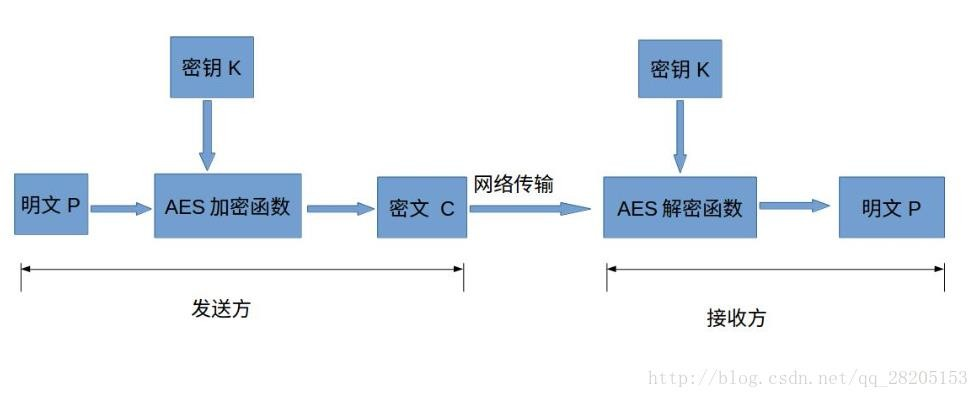 密钥 K
密钥 K
明文 P
AES 加密函数
密文 C
网络传输
AES 解密函数
明文 P
发送方
接收方
http://blog.csdn.net/qq_28205153